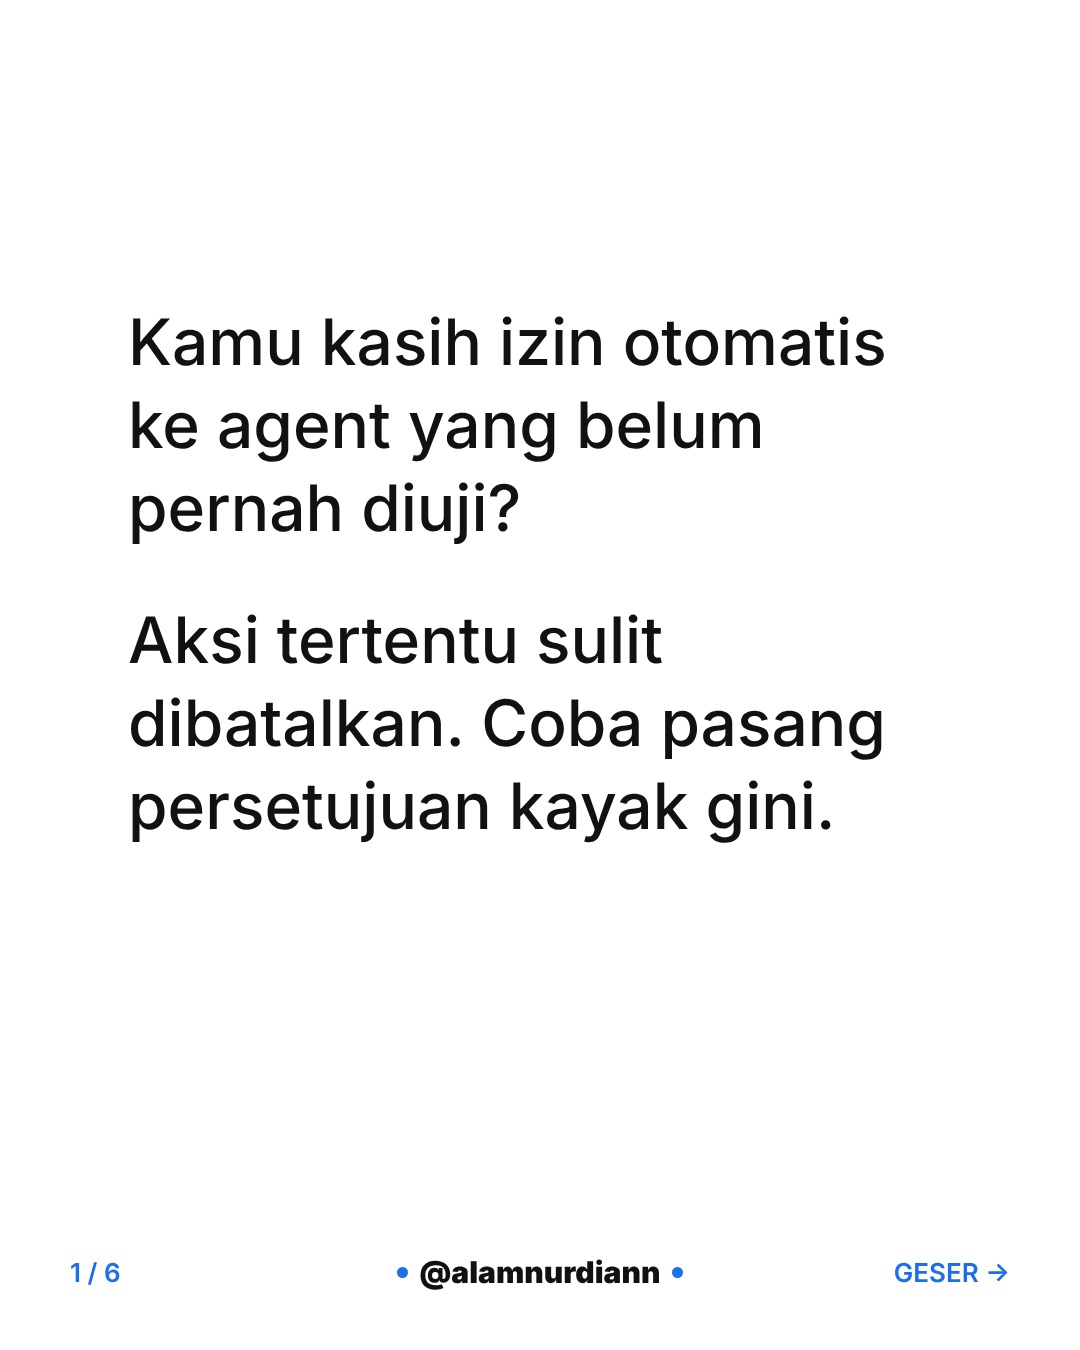 Kamu kasih izin otomatis
ke agent yang belum
pernah diuji?
Aksi tertentu sulit
dibatalkan. Coba pasang
persetujuan kayak gini.
1 / 6
• @alamnurdiann •
GESER →